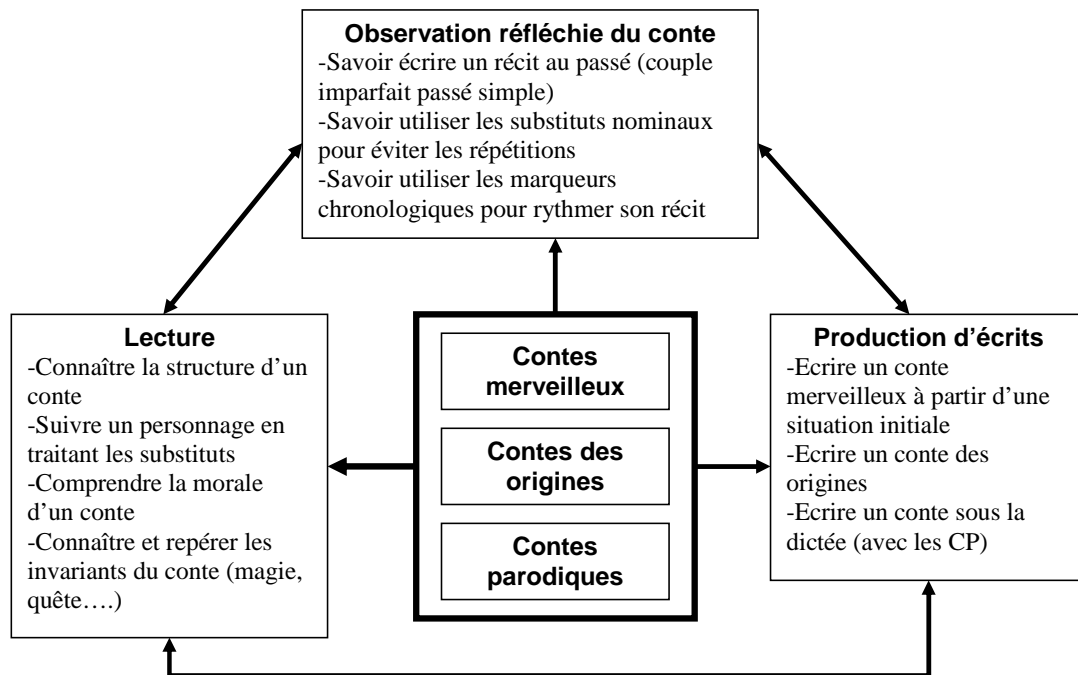 Observation réfléchie du conte
-Savoir écrire un récit au passé (couple
imparfait passé simple)
-Savoir utiliser les substituts nominaux
pour éviter les répétitions
-Savoir utiliser les marqueurs
chronologiques pour rythmer son récit
Lecture
-Connaître la structure d’un
conte
-Suivre un personnage en
traitant les substituts
-Comprendre la morale
d’un conte
-Connaître et repérer les
invariants du conte (magie,
quête….)
Contes
merveilleux
Contes des
origines
Contes
parodiques
Production d’écrits
-Ecrire un conte
merveilleux à partir d’une
situation initiale
-Ecrire un conte des
origines
-Ecrire un conte sous la
dictée (avec les CP)